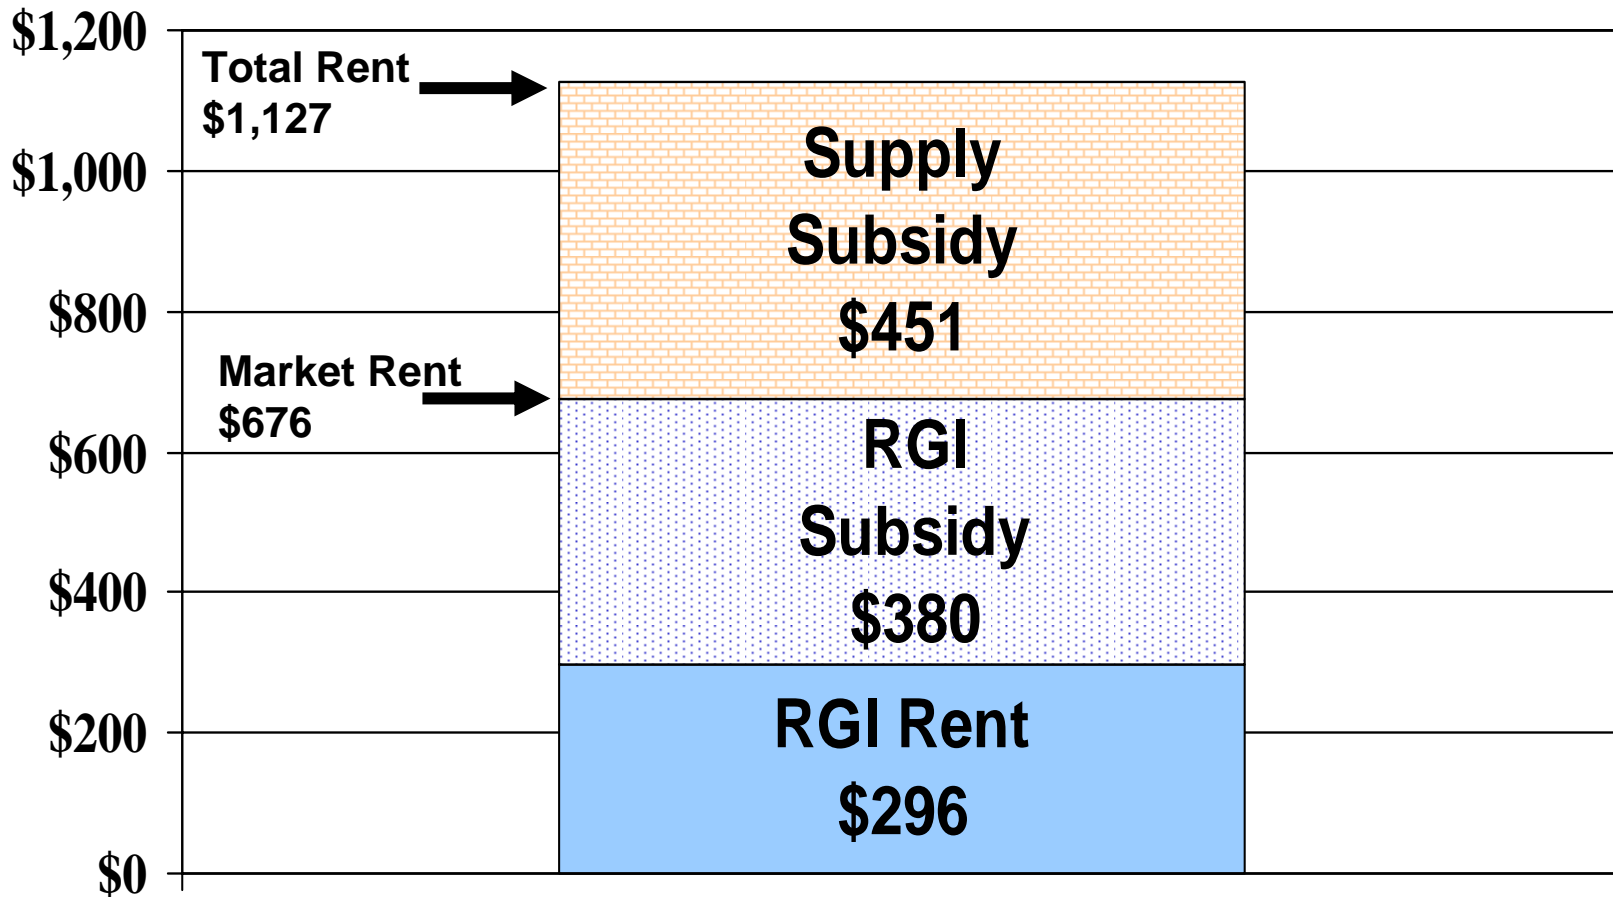 $1,200
Total Rent
$1,127
Supply
Subsidy
$451
$1,000
$800
Market Rent
$676
$600
RGI
Subsidy
$380
$400
RGI Rent
$296
$200
$0